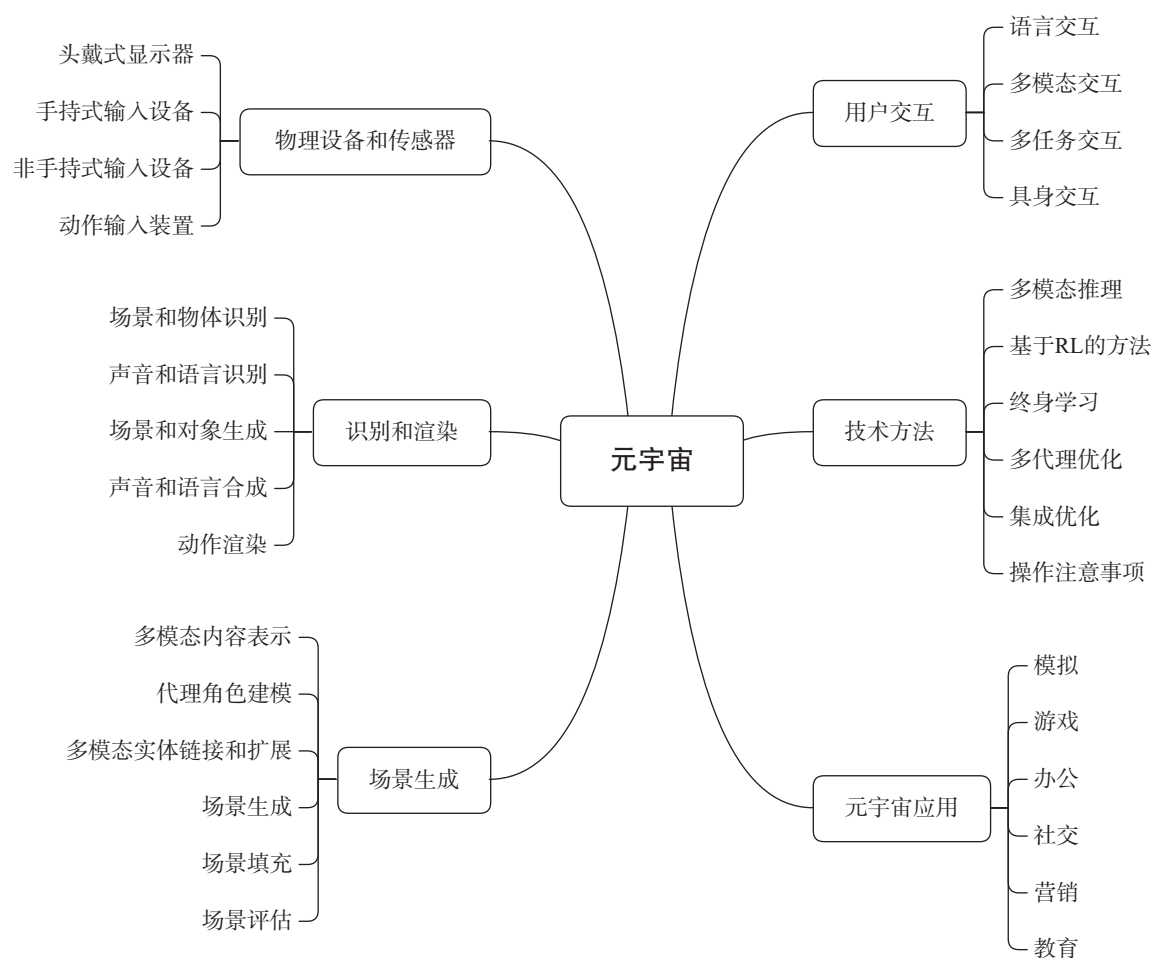 元宇宙
物理设备和传感器
头戴式显示器
手持式输入设备
非手持式输入设备
动作输入装置
识别和渲染
场景和物体识别
声音和语言识别
场景和对象生成
声音和语言合成
动作渲染
场景生成
多模态内容表示
代理角色建模
多模态实体链接和扩展
场景生成
场景填充
场景评估
用户交互
语言交互
多模态交互
多任务交互
具身交互
技术方法
多模态推理
基于RL的方法
终身学习
多代理优化
集成优化
操作注意事项
元宇宙应用
模拟
游戏
办公
社交
营销
教育